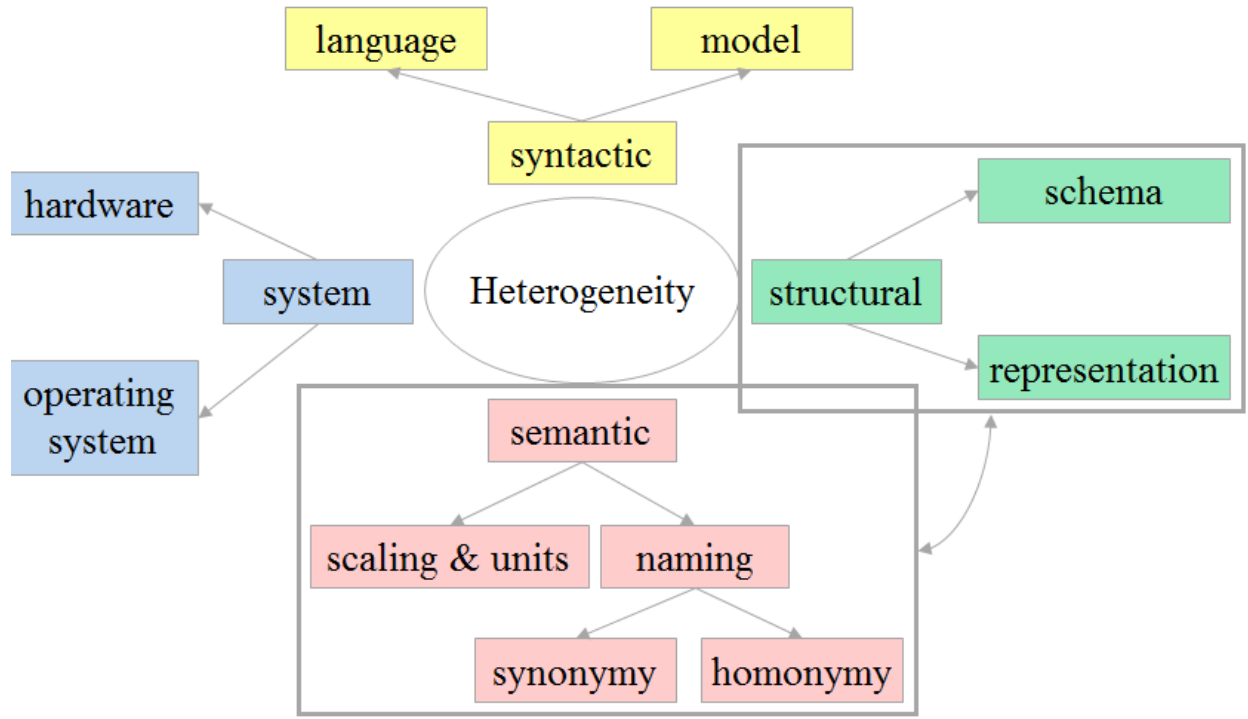 language
model
syntactic
hardware
schema
system
Heterogeneity
structural
operating
system
representation
semantic
scaling & units
naming
synonymy
homonymy